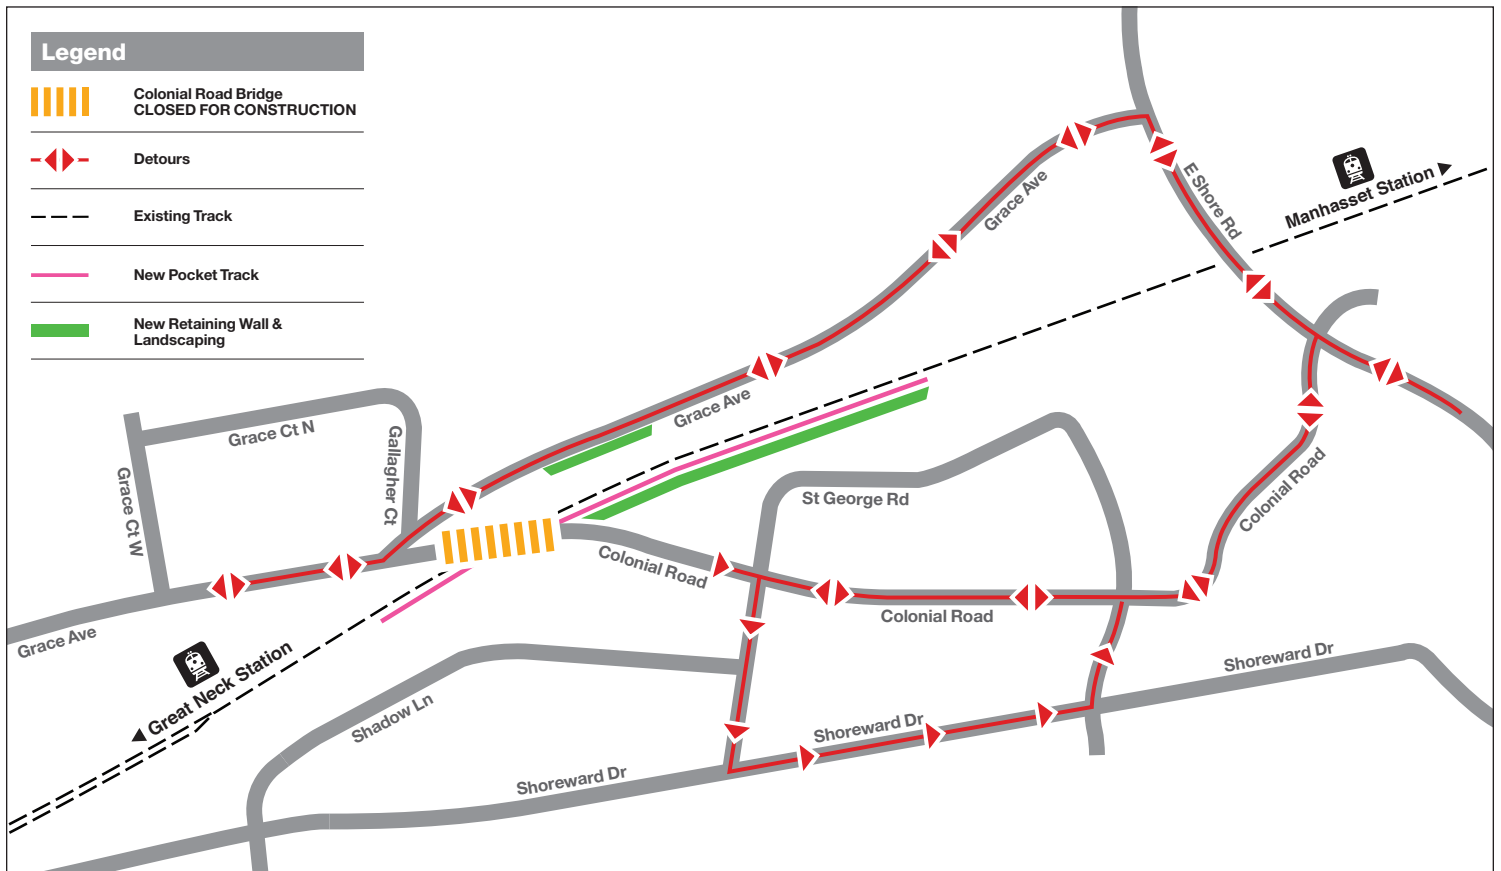 Legend
Colonial Road Bridge
CLOSED FOR CONSTRUCTION
Detours
Existing Track
New Pocket Track
New Retaining Wall &
Landscaping
Grace Ave
E Shore Rd
Manhasset Station
Grace Ave
Grace Ct N
Gallagher Ct
Grace Ct W
St George Rd
Colonial Road
Colonial Road
Colonial Road
Grace Ave
Great Neck Station
Shadow Ln
Shoreward Dr
Shoreward Dr
Shoreward Dr